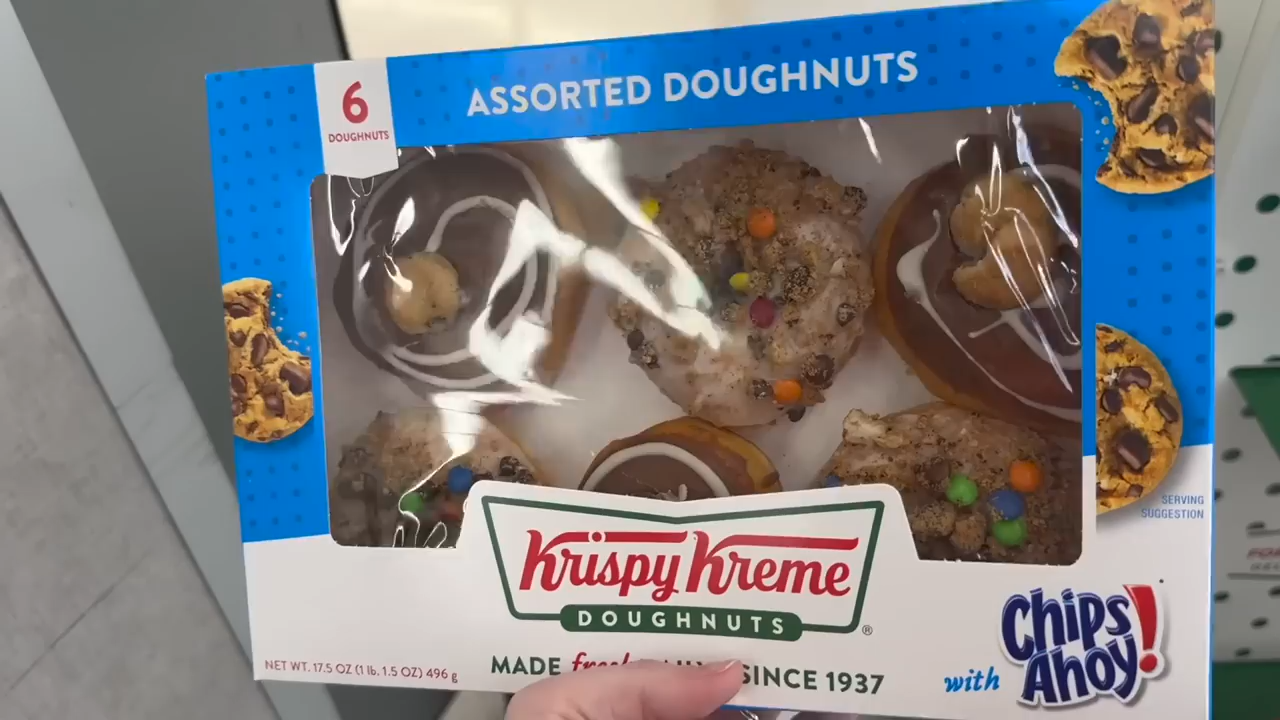 6
DOUGHNUTS
ASSORTED DOUGHNUTS
SERVING
SUGGESTION
Krispy Kreme
DOUGHNUTS
®
MADE SINCE 1937
NET WT. 17.5 OZ (1 lb. 1.5 OZ) 496 g
with
Chips
Ahoy!